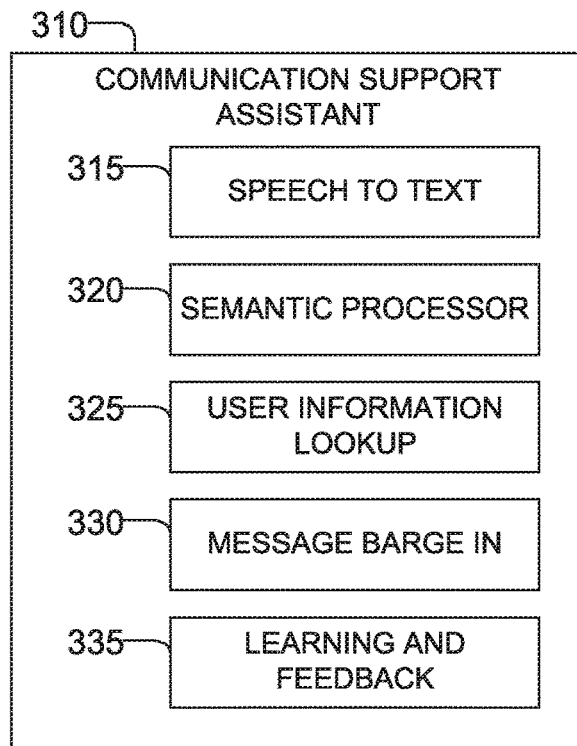 310
COMMUNICATION SUPPORT
ASSISTANT
315
SPEECH TO TEXT
320
SEMANTIC PROCESSOR
325
USER INFORMATION
LOOKUP
330
MESSAGE BARGE IN
335
LEARNING AND
FEEDBACK